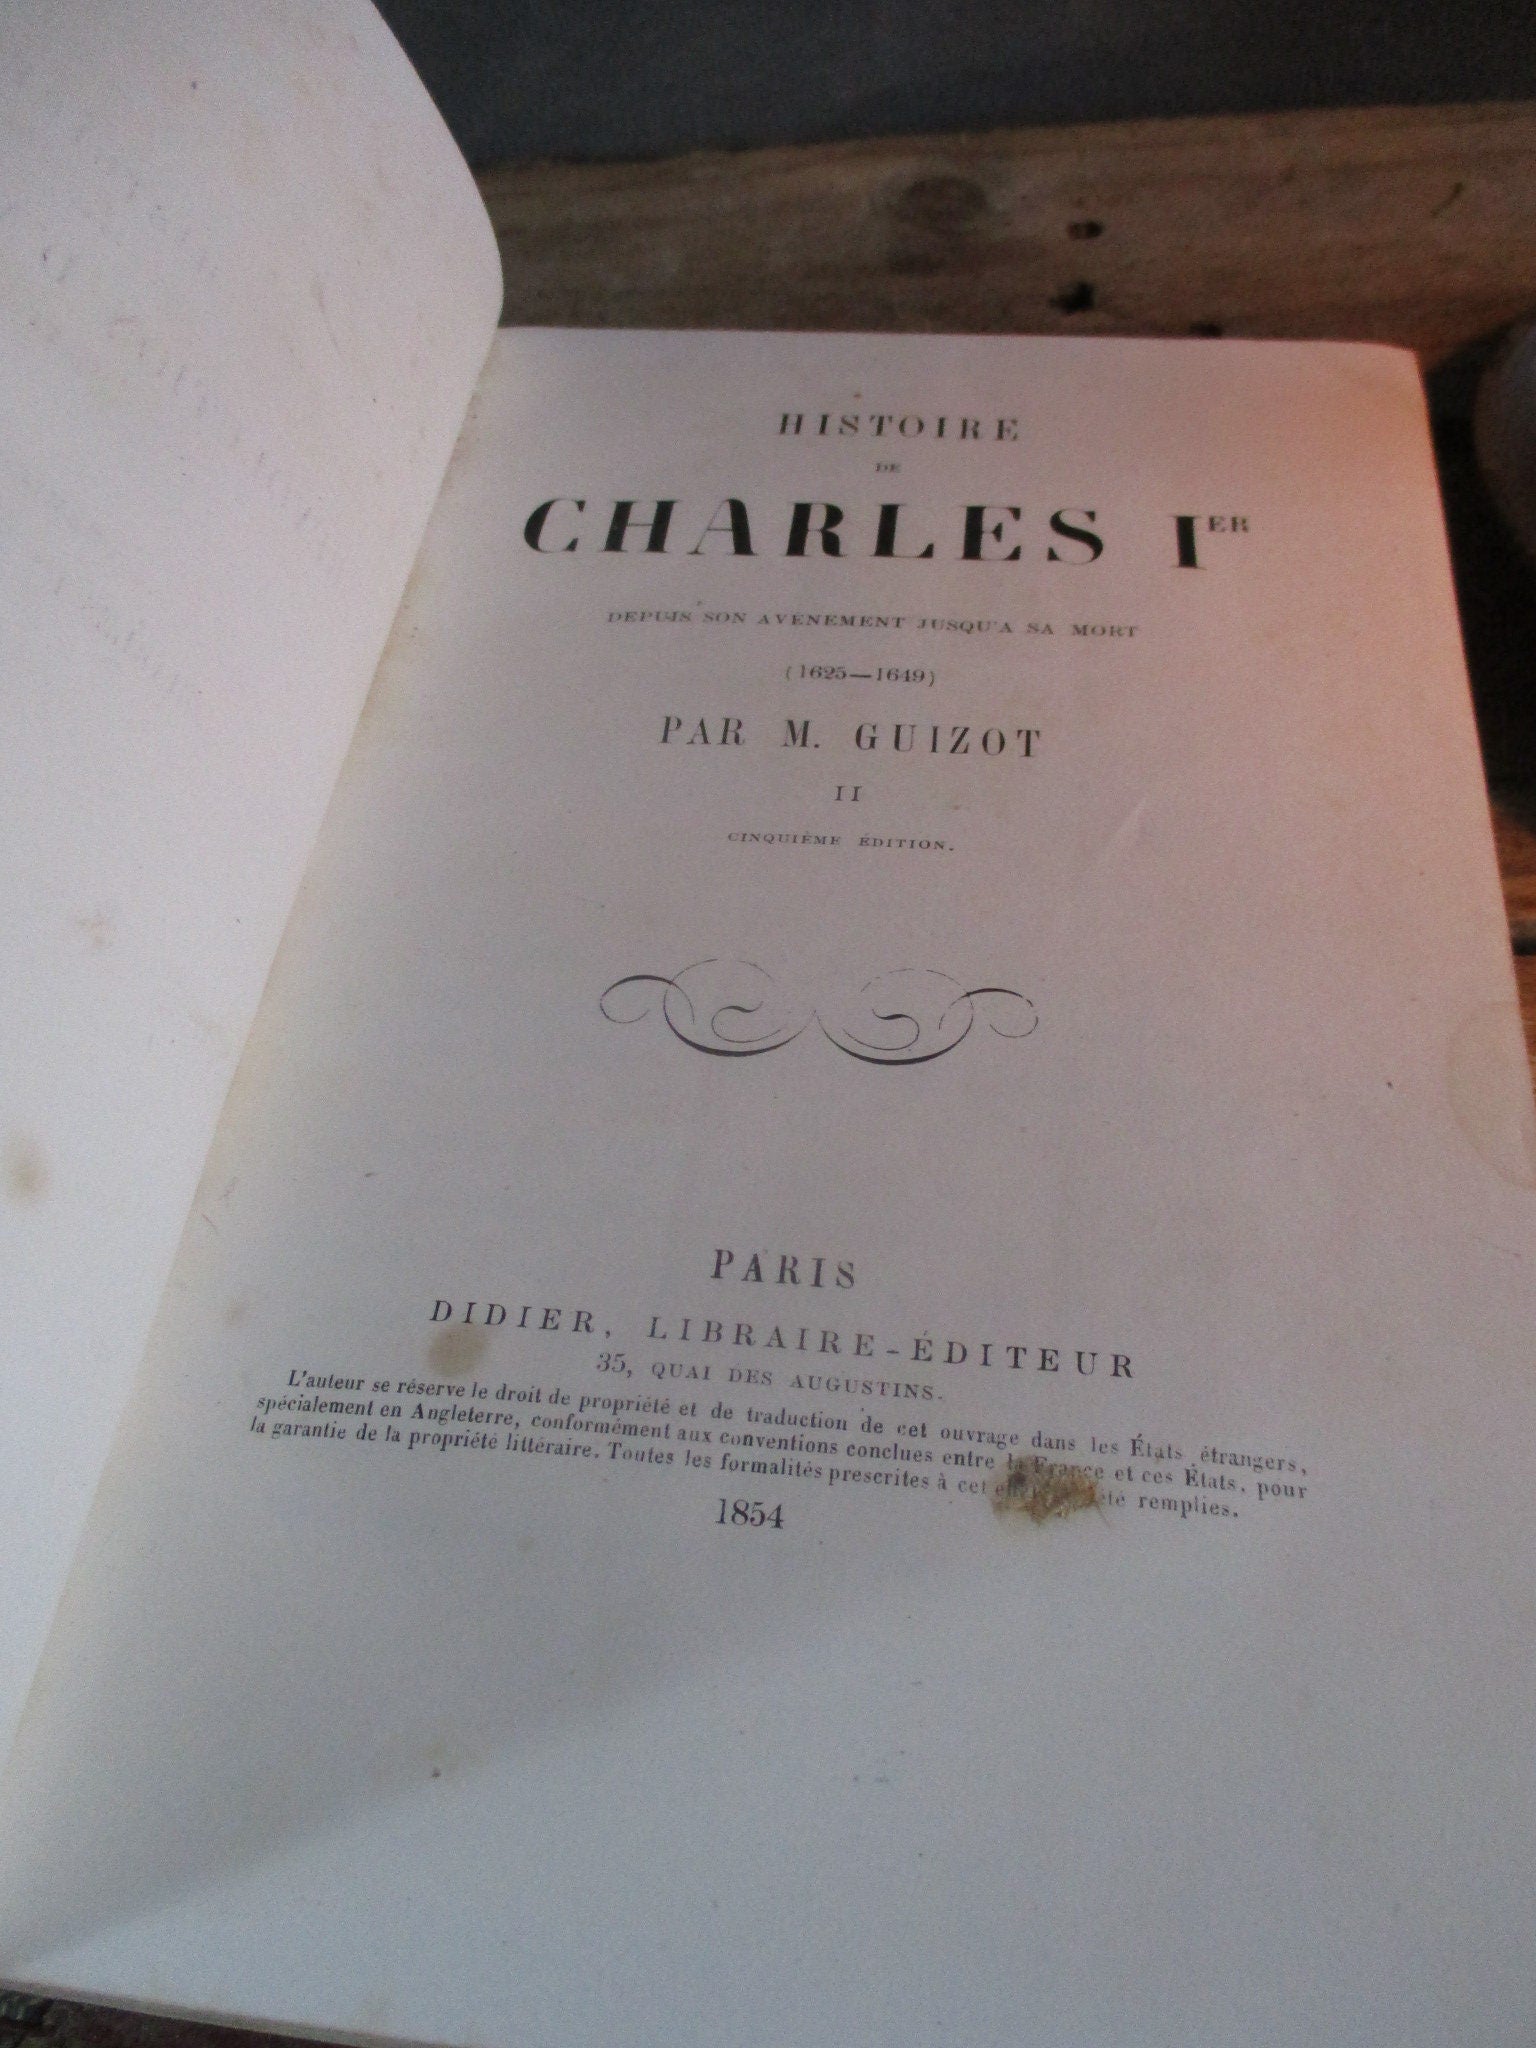 HISTOIRE
DE
CHARLES IER
DEPUIS SON AVÉNEMENT JUSQU'A SA MORT
(1625—1649)
PAR M. GUIZOT
II
CINQUIÈME ÉDITION.
PARIS
DIDIER, LIBRAIRE-ÉDITEUR
35, QUAI DES AUGUSTINS.
L'auteur se réserve le droit de propriété et de traduction de cet ouvrage dans les États étrangers,
spécialement en Angleterre, conformément aux conventions conclues entre la France et ces États, pour
la garantie de la propriété littéraire. Toutes les formalités prescrites à cet été remplies.
1854